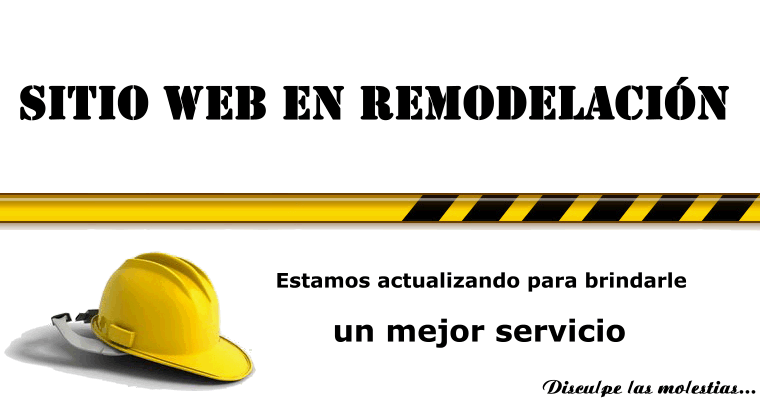 SITIO WEB EN REMODELACIÓN
Estamos actualizando para brindarle
un mejor servicio
Disculpe las molestias...